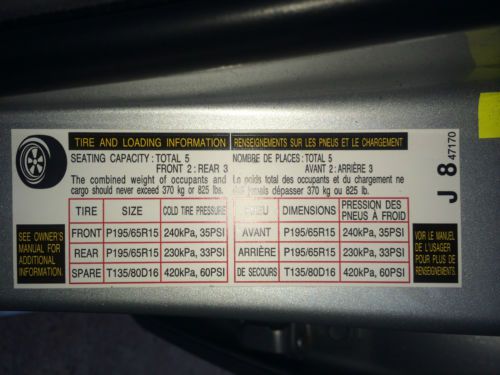 TIRE AND LOADING INFORMATION
SEATING CAPACITY : TOTAL 5
FRONT 2 : REAR 3
The combined weight of occupants and
cargo should never exceed 370 kg or 825 lbs.
RENSEIGNEMENTS SUR LES PNEUS ET LE CHARGEMENT
NOMBRE DE PLACES : TOTAL 5
AVANT 2 : ARRIÈRE 3
Le poids total des occupants et du chargement ne
jamais dépasser 370 kg ou 825 lb.
SEE OWNER'S
MANUAL FOR
ADDITIONAL
INFORMATION.
TIRE SIZE COLD TIRE PRESSURE
FRONT P195/65R15 240kPa, 35PSI
REAR P195/65R15 230kPa, 33PSI
SPARE T135/80D16 420kPa, 60PSI
DIMENSIONS PRESSION DES
PNEUS À FROID
AVANT P195/65R15 240kPa, 35PSI
ARRIÈRE P195/65R15 230kPa, 33PSI
DE SECOURS T135/80D16 420kPa, 60PSI
VOIR LE MANUEL
DE L'USAGER
POUR PLUS DE
RENSEIGNEMENTS.
J 8 47170